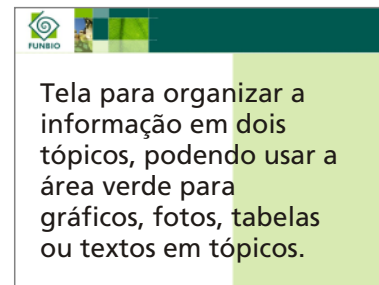 FUNBIO
Tela para organizar a
informação em dois
tópicos, podendo usar a
área verde para
gráficos, fotos, tabelas
ou textos em tópicos.